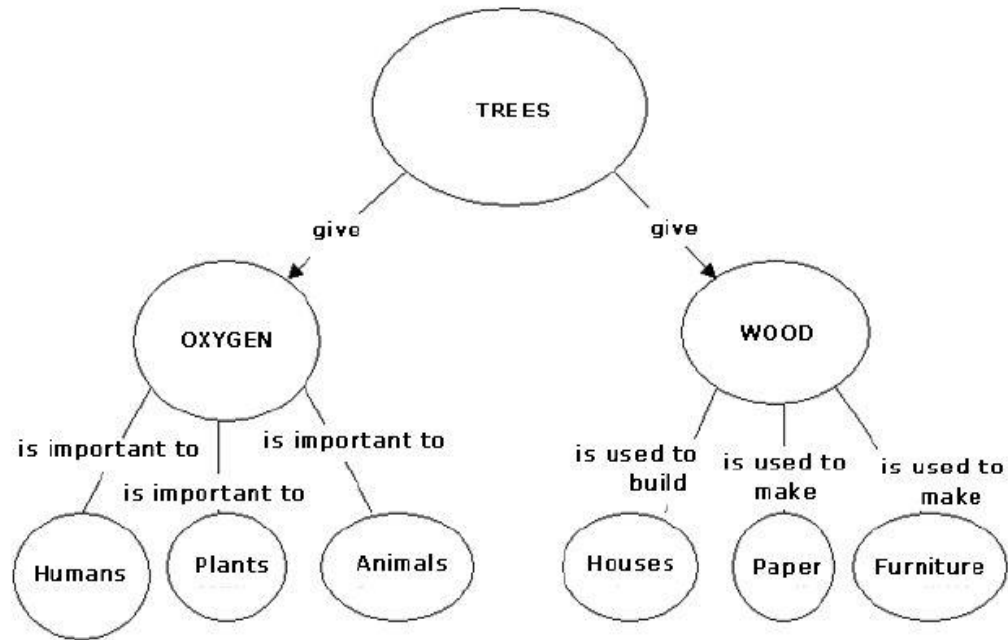 TREES
give
give
OXYGEN
WOOD
is important to
is important to
is important to
is used to
build
is used to
make
is used to
make
Humans
Plants
Animals
Houses
Paper
Furniture